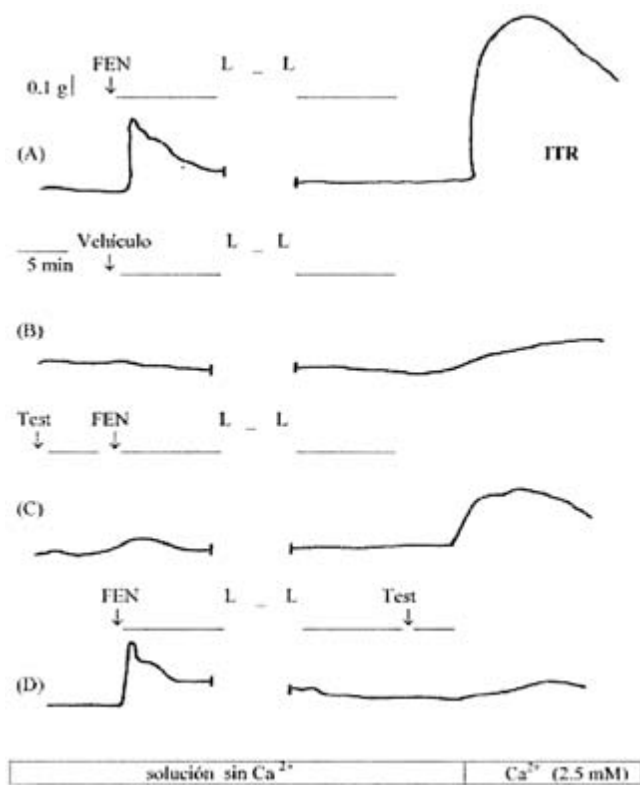 FEN L _ L
0.1 g
(A)
ITR
Vehículo L _ L
5 min
(B)
Test FEN L _ L
(C)
FEN L _ L Test
(D)
solución sin Ca²⁺ Ca²⁺ (2.5 mM)